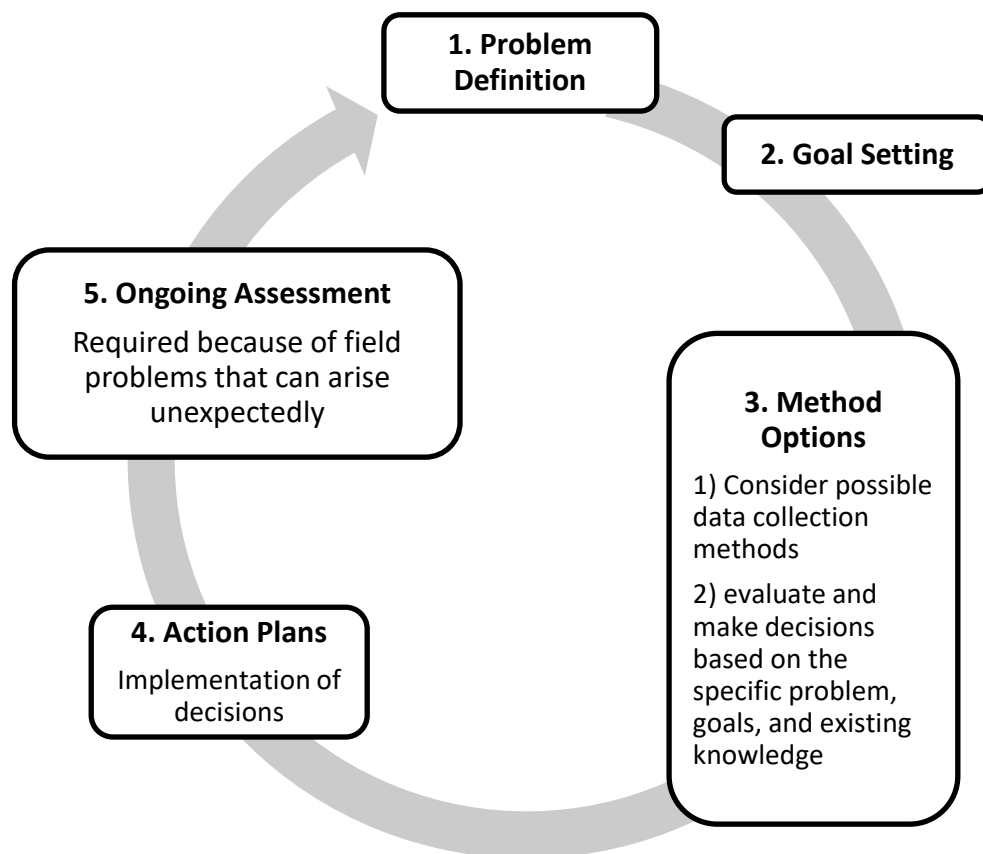 1. Problem
Definition
2. Goal Setting
3. Method
Options
1) Consider possible
data collection
methods
2) evaluate and
make decisions
based on the
specific problem,
goals, and existing
knowledge
4. Action Plans
Implementation of
decisions
5. Ongoing Assessment
Required because of field
problems that can arise
unexpectedly